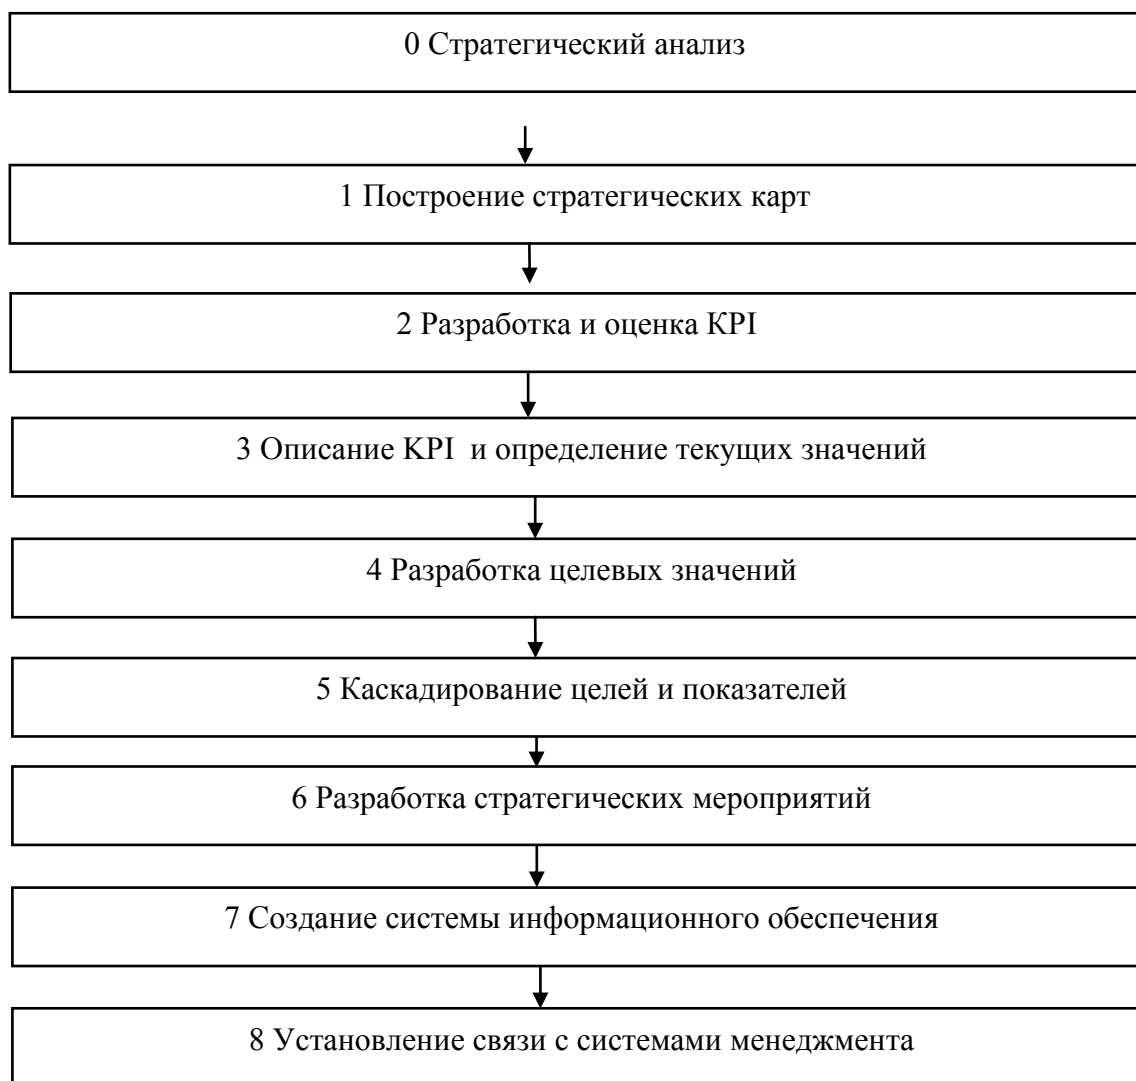 0 Стратегический анализ
1 Построение стратегических карт
2 Разработка и оценка KPI
3 Описание KPI и определение текущих значений
4 Разработка целевых значений
5 Каскадирование целей и показателей
6 Разработка стратегических мероприятий
7 Создание системы информационного обеспечения
8 Установление связи с системами менеджмента